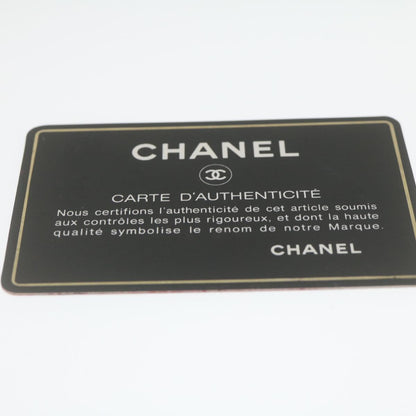 CHANEL
CARTE D'AUTHENTICITÉ
Nous certifions l'authenticité de cet article soumis
aux contrôles les plus rigoureux, et dont la haute
qualité symbolise le renom de notre Marque.
CHANEL